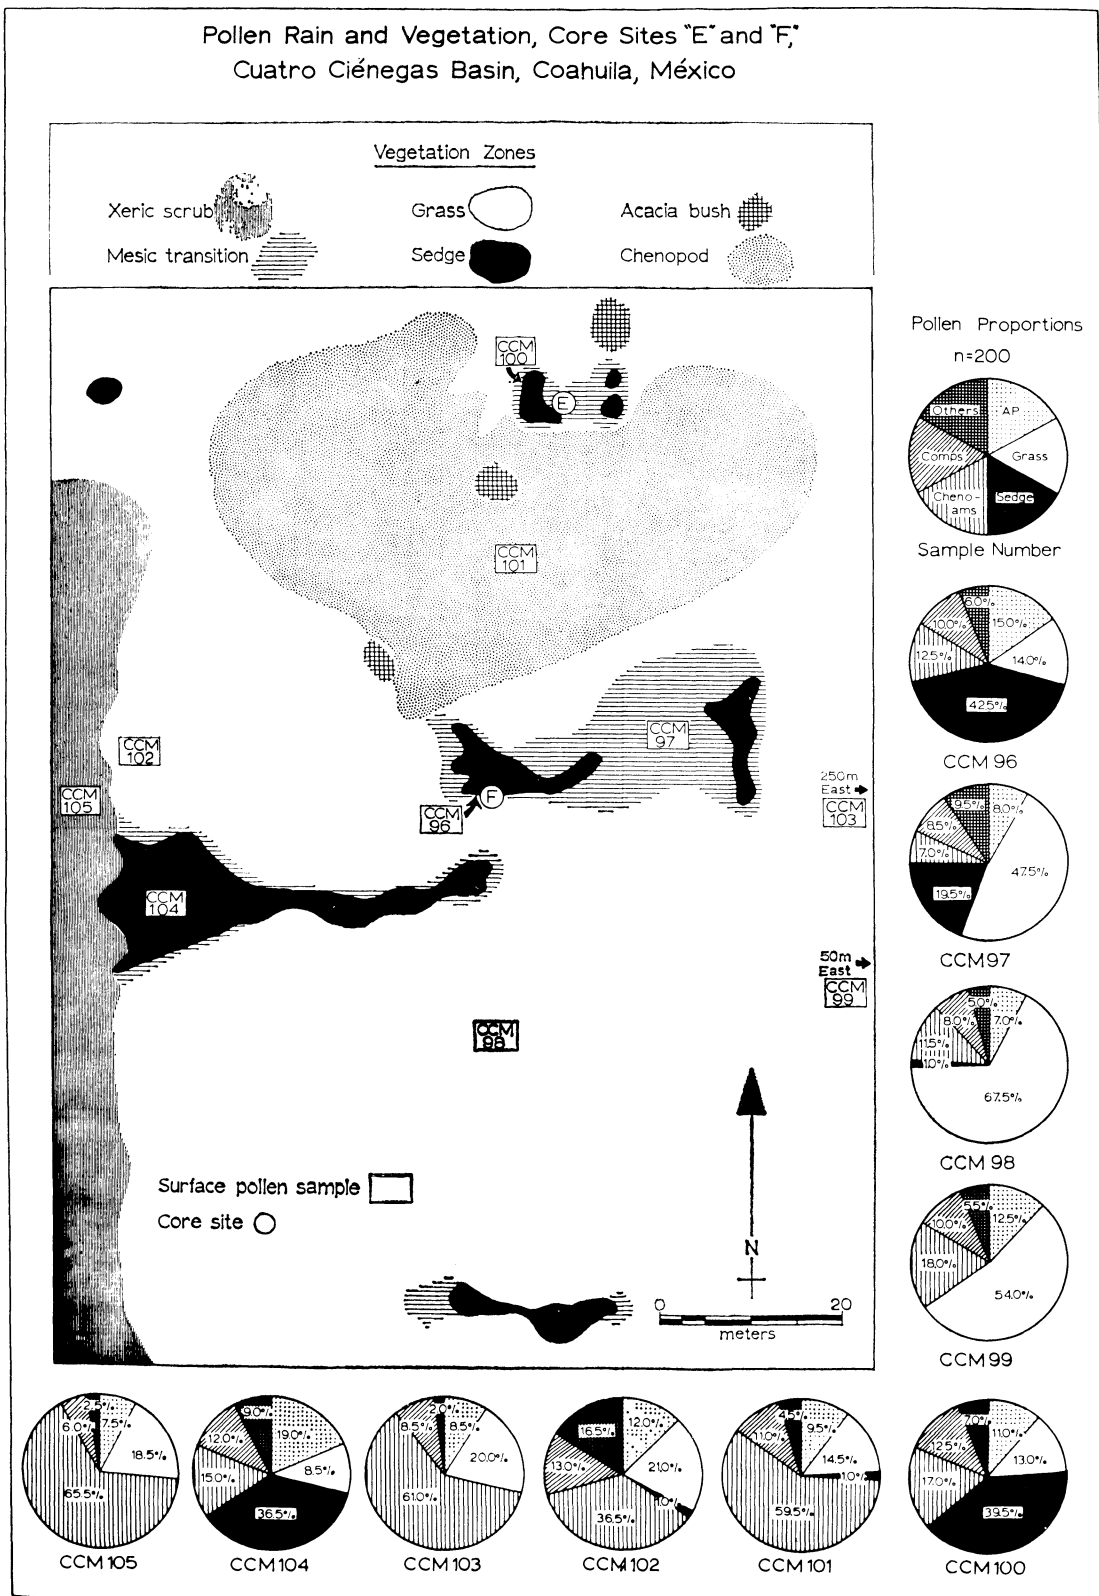 Pollen Rain and Vegetation, Core Sites "E" and "F,"
Cuatro Ciénegas Basin, Coahuila, México
Vegetation Zones
Xeric scrub
Grass
Acacia bush
Mesic transition
Sedge
Chenopod
Pollen Proportions
n=200
Others
AP
Comps
Grass
Cheno-
ams
Sedge
Sample Number
CCM
100
E
CCM
101
CCM
102
CCM
97
CCM
105
F
CCM
96
250m
East
CCM
103
CCM
104
50m
East
CCM
99
CCM
98
Surface pollen sample
Core site
N
0 20
meters
6.0%
15.0%
10.0%
12.5%
14.0%
42.5%
CCM 96
9.5%
8.0%
8.5%
7.0%
47.5%
19.5%
CCM 97
5.0%
7.0%
8.0%
11.5%
1.0%
67.5%
CCM 98
5.5%
12.5%
10.0%
18.0%
54.0%
CCM 99
2.5%
7.5%
6.0%
18.5%
65.5%
CCM 105
9.0%
19.0%
12.0%
15.0%
8.5%
36.5%
CCM 104
2.0%
8.5%
8.5%
20.0%
61.0%
CCM 103
16.5%
12.0%
13.0%
21.0%
1.0%
36.5%
CCM 102
4.5%
9.5%
11.0%
14.5%
1.0%
59.5%
CCM 101
7.0%
11.0%
12.5%
13.0%
17.0%
39.5%
CCM 100